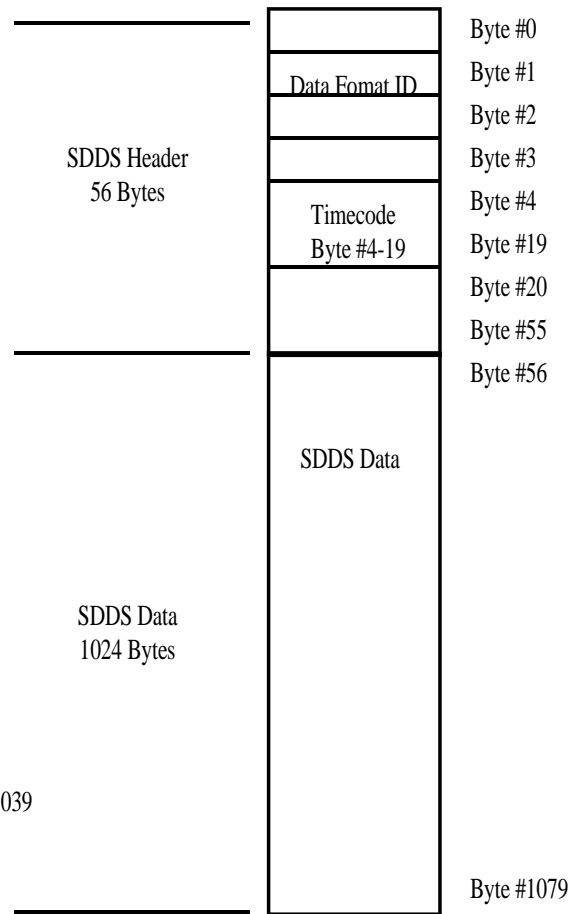 Byte #0
Data Fomat ID
Byte #1
Byte #2
SDDS Header
56 Bytes
Byte #3
Timecode
Byte #4-19
Byte #4
Byte #19
Byte #20
Byte #55
Byte #56
SDDS Data
SDDS Data
1024 Bytes
039
Byte #1079